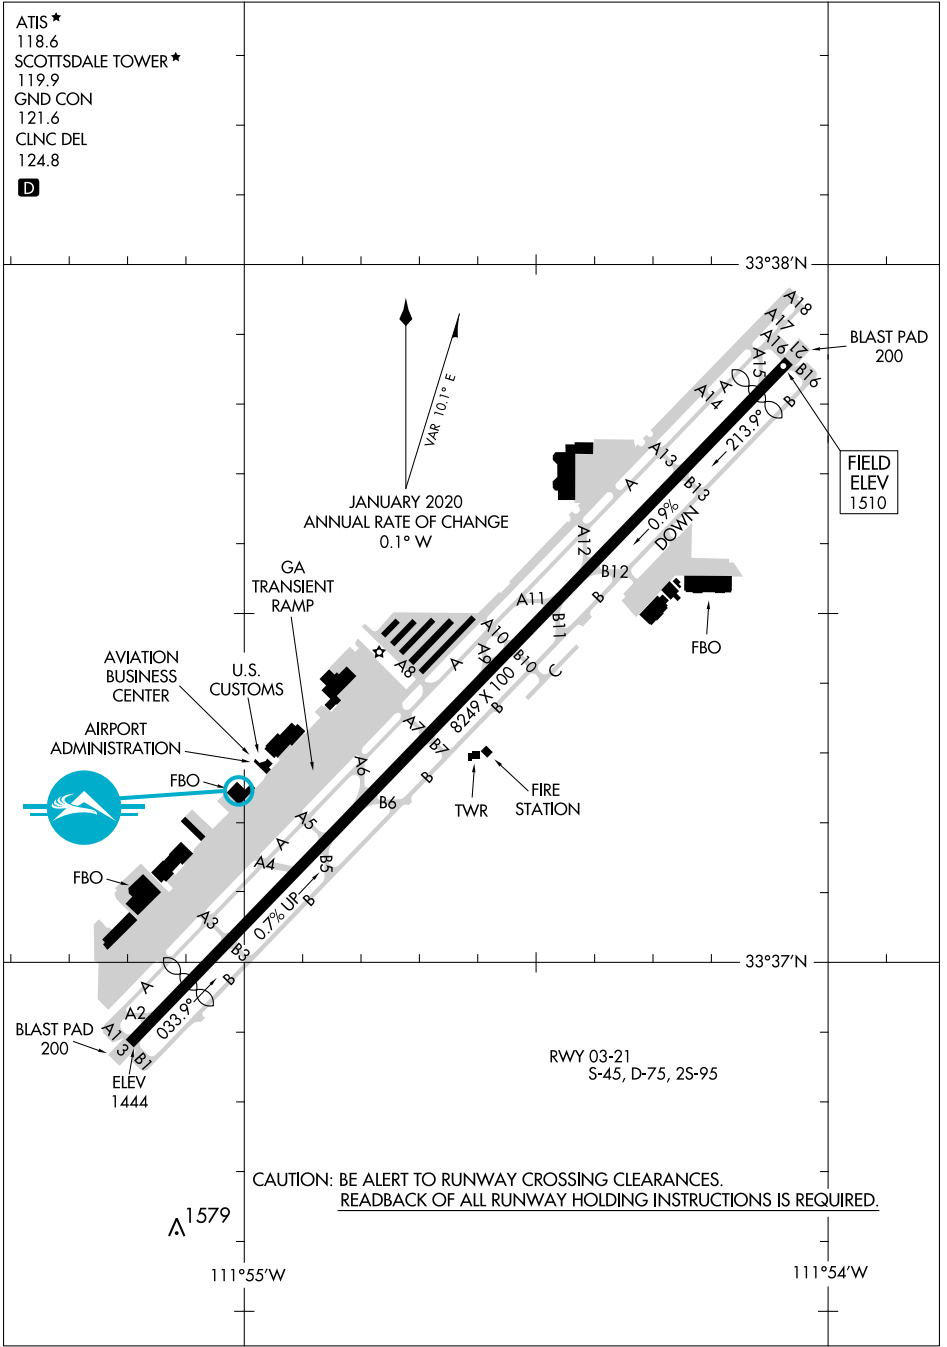 ATIS ★
118.6
SCOTTSDALE TOWER ★
119.9
GND CON
121.6
CLNC DEL
124.8
D
33°38'N
A18
A17
A16
21
A15
B16
BLAST PAD
200
A
A14
B
213.9°
FIELD
ELEV
1510
VAR 10.1° E
JANUARY 2020
ANNUAL RATE OF CHANGE
0.1° W
A13
A
B13
0.9%
DOWN
A12
B12
B
FBO
GA
TRANSIENT
RAMP
A11
B11
A10
A9
B10
C
A8
A
8249 X 100
B
AVIATION
BUSINESS
CENTER
U.S.
CUSTOMS
AIRPORT
ADMINISTRATION
FBO
A7
B7
B
A6
B6
TWR
FIRE
STATION
A5
A
A4
B5
B
FBO
0.7% UP
A3
B3
B
33°37'N
A
033.9°
A2
A1
3
B1
BLAST PAD
200
ELEV
1444
RWY 03-21
S-45, D-75, 2S-95
CAUTION: BE ALERT TO RUNWAY CROSSING CLEARANCES.
READBACK OF ALL RUNWAY HOLDING INSTRUCTIONS IS REQUIRED.
1579
111°55'W
111°54'W